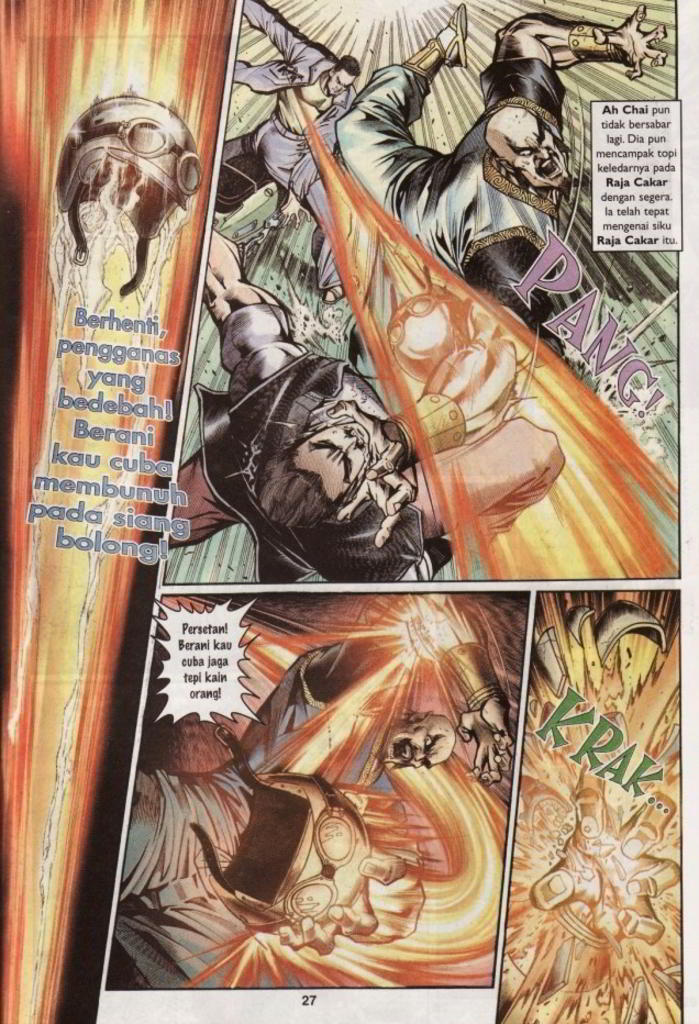 Berhenti,
pengganas
yang
bedebah!
Berani
kau cuba
membunuh
pada siang
bolong!
Ah Chai pun
tidak bersabar
lagi. Dia pun
mencampak topi
keledarnya pada
Raja Cakar
dengan segera.
Ia telah tepat
mengenai siku
Raja Cakar itu.
PANG!
Persetan!
Berani kau
cuba jaga
tepi kain
orang!
KRAK...
27